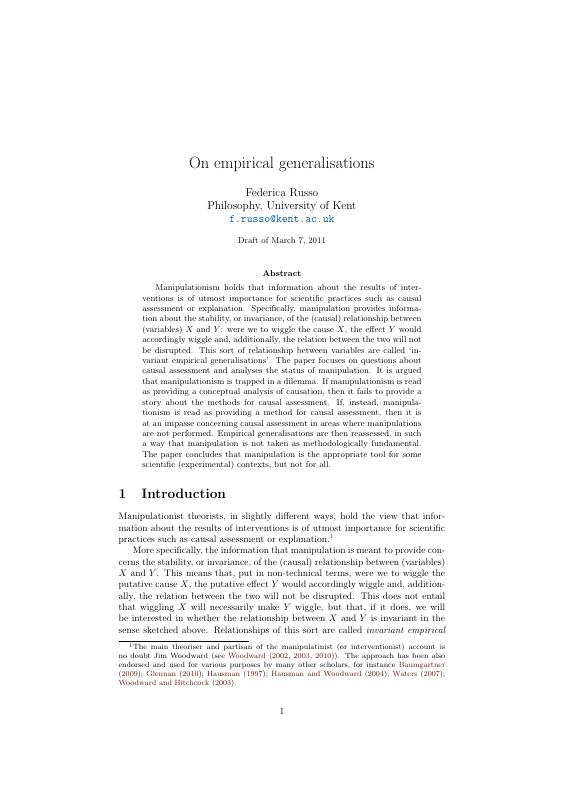 On empirical generalisations
Federica Russo
Philosophy, University of Kent
f.russo@kent.ac.uk
Draft of March 7, 2011
Abstract
Manipulationism holds that information about the results of inter-
ventions is of utmost importance for scientific practices such as causal
assessment or explanation. Specifically, manipulation provides informa-
tion about the stability, or invariance, of the (causal) relationship between
(variables) X and Y: were we to wiggle the cause X, the effect Y would
accordingly wiggle and, additionally, the relation between the two will not
be disrupted. This sort of relationship between variables are called ‘in-
variant empirical generalisations’. The paper focuses on questions about
causal assessment and analyses the status of manipulation. It is argued
that manipulationism is trapped in a dilemma. If manipulationism is read
as providing a conceptual analysis of causation, then it fails to provide a
story about the methods for causal assessment. If, instead, manipula-
tionism is read as providing a method for causal assessment, then it is
at an impasse concerning causal assessment in areas where manipulations
are not performed. Empirical generalisations are then reassessed, in such
a way that manipulation is not taken as methodologically fundamental.
The paper concludes that manipulation is the appropriate tool for some
scientific (experimental) contexts, but not for all.
1 Introduction
Manipulationist theorists, in slightly different ways, hold the view that infor-
mation about the results of interventions is of utmost importance for scientific
practices such as causal assessment or explanation.1
More specifically, the information that manipulation is meant to provide con-
cerns the stability, or invariance, of the (causal) relationship between (variables)
X and Y. This means that, put in non-technical terms, were we to wiggle the
putative cause X, the putative effect Y would accordingly wiggle and, addition-
ally, the relation between the two will not be disrupted. This does not entail
that wiggling X will necessarily make Y wiggle, but that, if it does, we will
be interested in whether the relationship between X and Y is invariant in the
sense sketched above. Relationships of this sort are called invariant empirical
1The main theoriser and partisan of the manipulatinist (or interventionist) account is
no doubt Jim Woodward (see Woodward (2002, 2003, 2010)). The approach has been also
endorsed and used for various purposes by many other scholars, for instance Baumgartner
(2009); Glennan (2010); Hausman (1997); Hausman and Woodward (2004); Waters (2007);
Woodward and Hitchcock (2003).
1